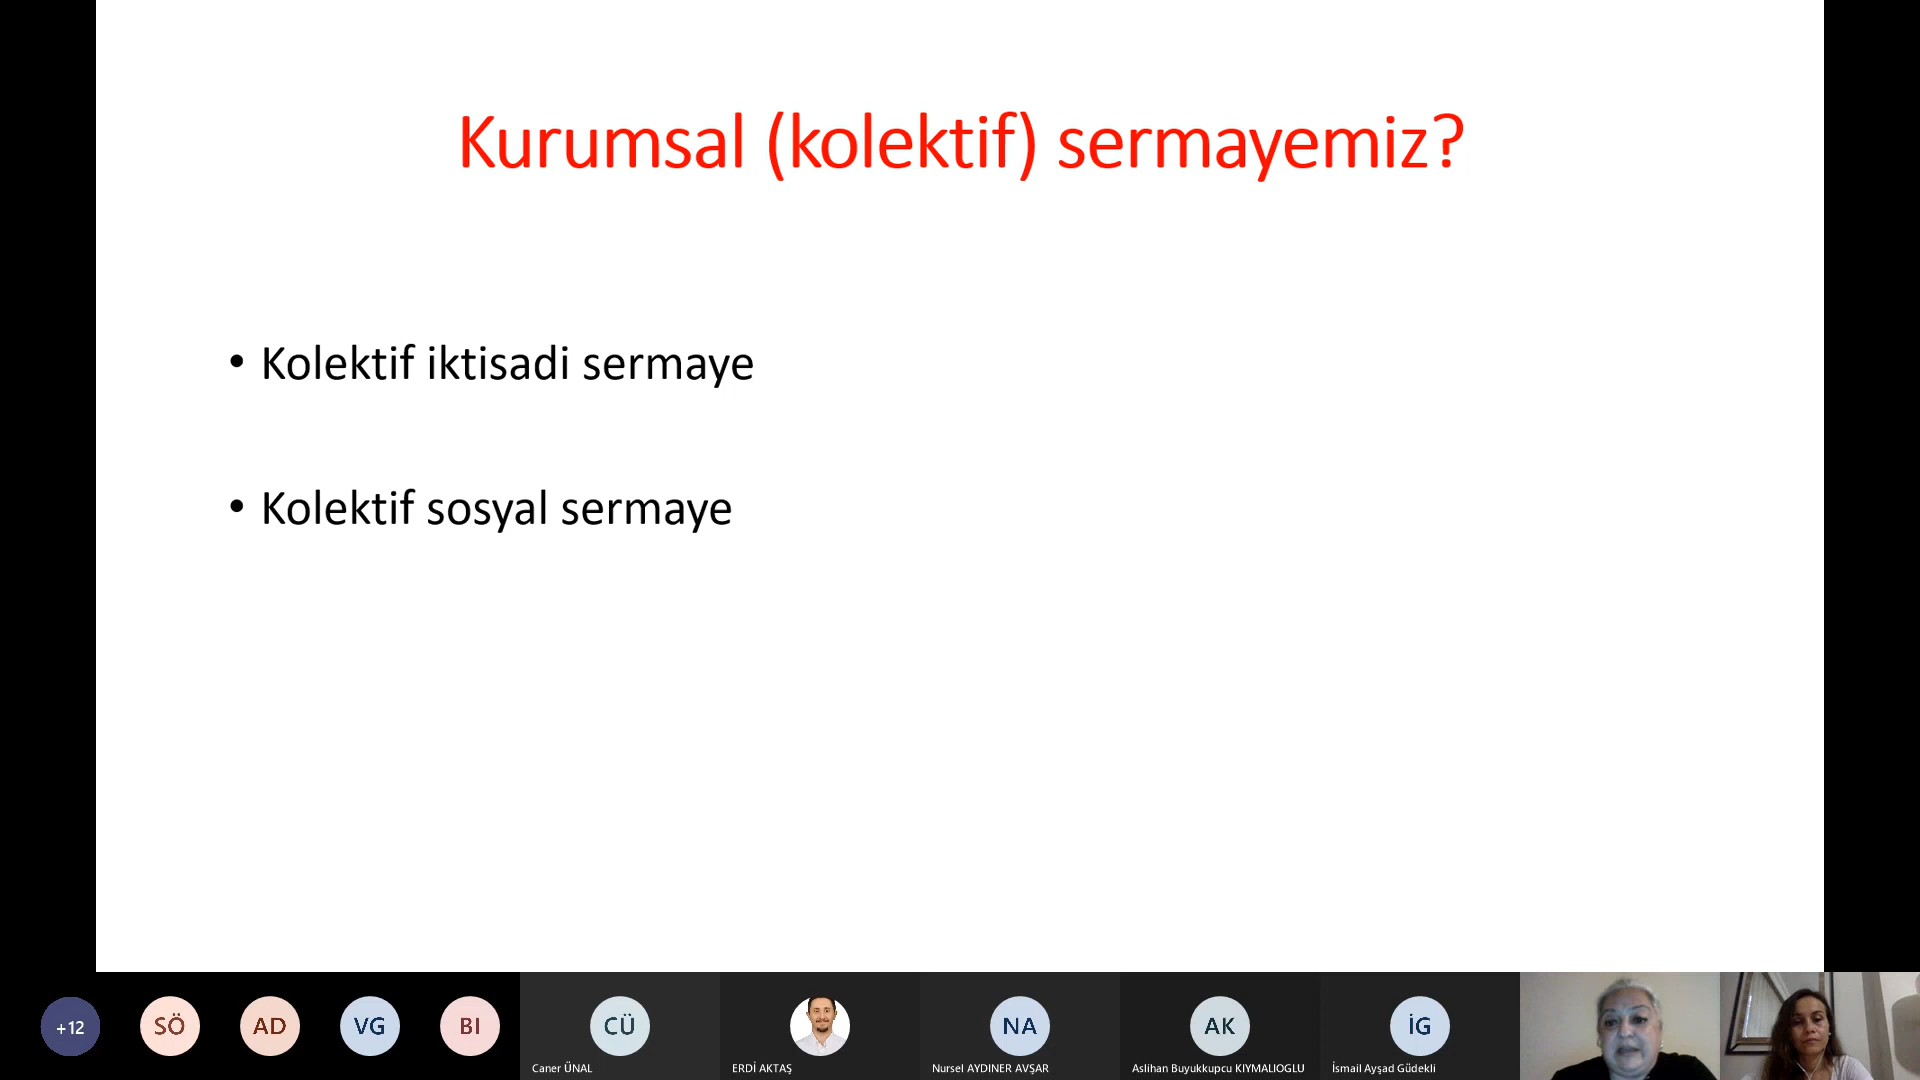 Kurumsal (kolektif) sermayemiz?
• Kolektif iktisadi sermaye
• Kolektif sosyal sermaye
+12
SÖ
AD
VG
BI
CÜ
NA
AK
İG
Caner ÜNAL
ERDİ AKTAŞ
Nursel AYDINER AVŞAR
Aslihan Buyukkupcu KIYMALIOGLU
İsmail Ayşad Güdekli